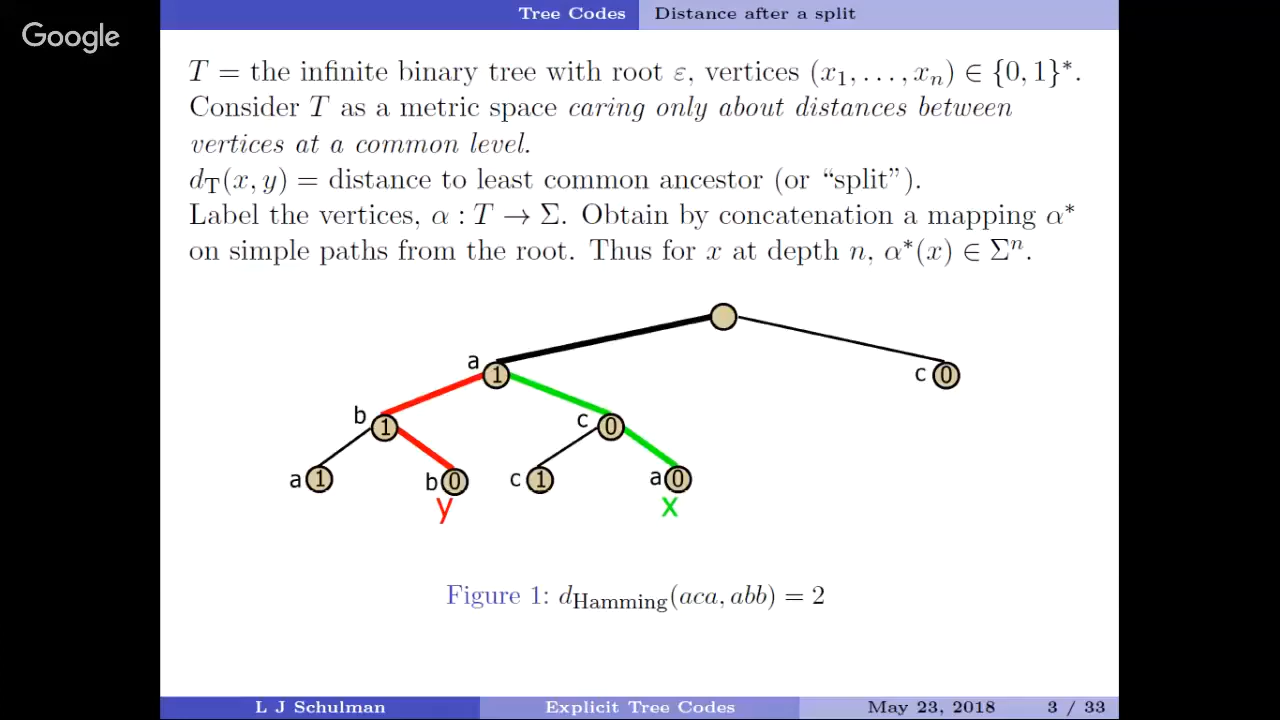 Google
Tree Codes Distance after a split
T = the infinite binary tree with root ε, vertices (x₁, …, xₙ) ∈ {0, 1}*.
Consider T as a metric space caring only about distances between
vertices at a common level.
d_T(x, y) = distance to least common ancestor (or “split”).
Label the vertices, α : T → Σ. Obtain by concatenation a mapping α*
on simple paths from the root. Thus for x at depth n, α*(x) ∈ Σⁿ.
a 1 c 0
b 1 c 0
a 1 b 0 c 1 a 0
y x
Figure 1: d_Hamming(aca, abb) = 2
L J Schulman Explicit Tree Codes May 23, 2018 3 / 33